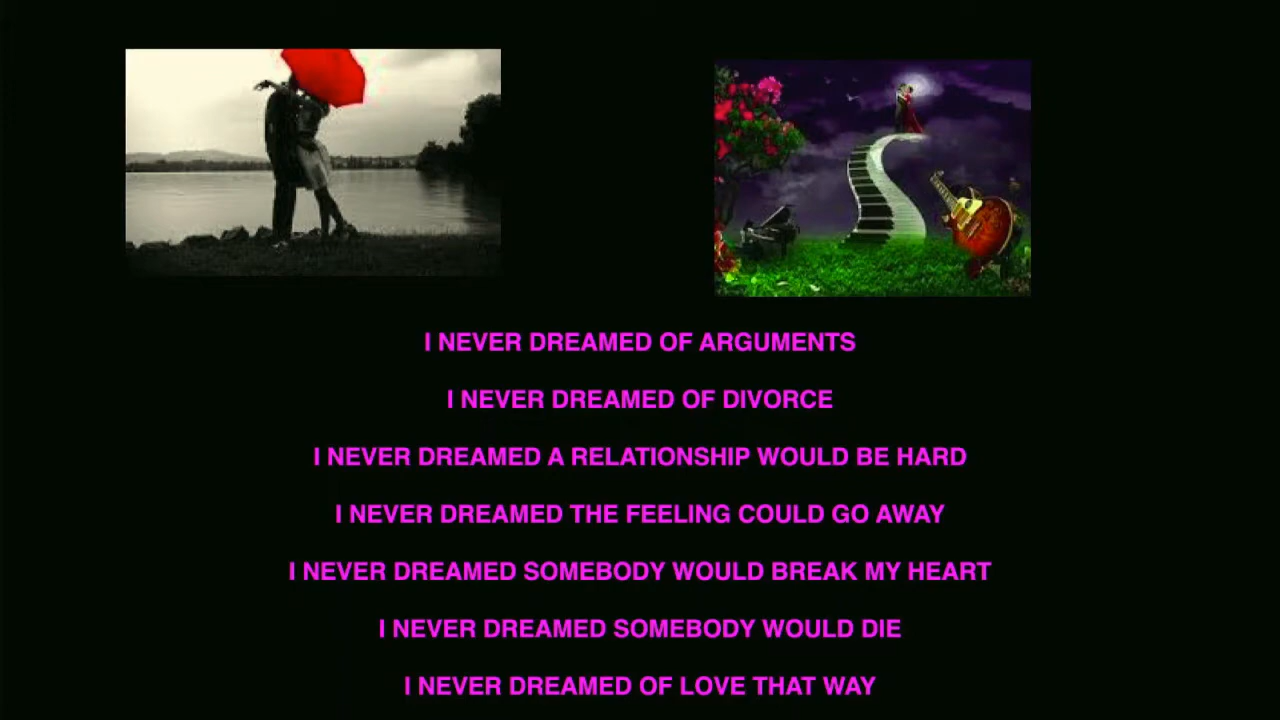 I NEVER DREAMED OF ARGUMENTS
I NEVER DREAMED OF DIVORCE
I NEVER DREAMED A RELATIONSHIP WOULD BE HARD
I NEVER DREAMED THE FEELING COULD GO AWAY
I NEVER DREAMED SOMEBODY WOULD BREAK MY HEART
I NEVER DREAMED SOMEBODY WOULD DIE
I NEVER DREAMED OF LOVE THAT WAY